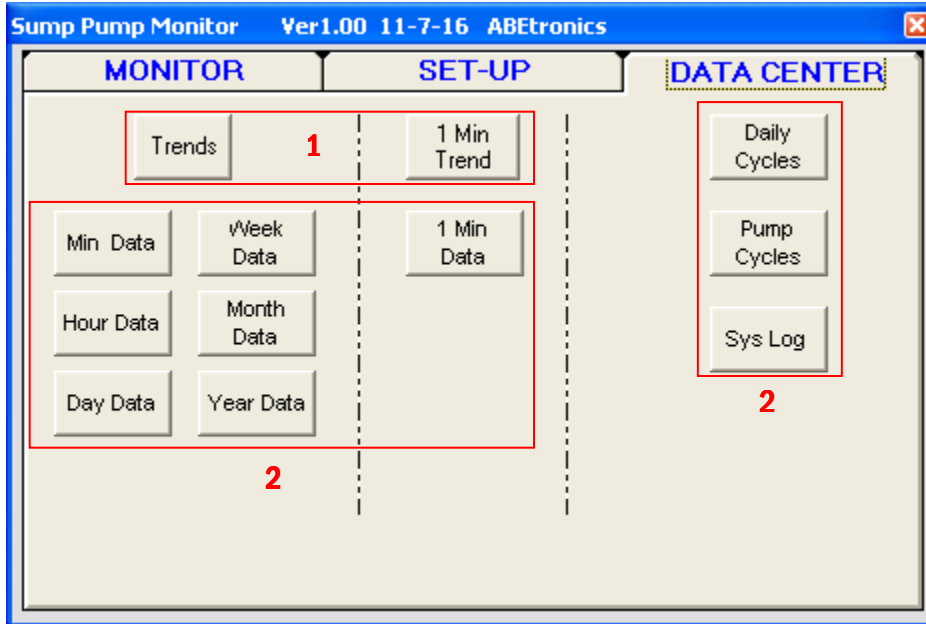 Sump Pump Monitor Ver1.00 11-7-16 ABEtronics
MONITOR SET-UP DATA CENTER
Trends
1
1 Min
Trend
Daily
Cycles
Min Data
Week
Data
1 Min
Data
Pump
Cycles
Hour Data
Month
Data
Sys Log
Day Data
Year Data
2
2